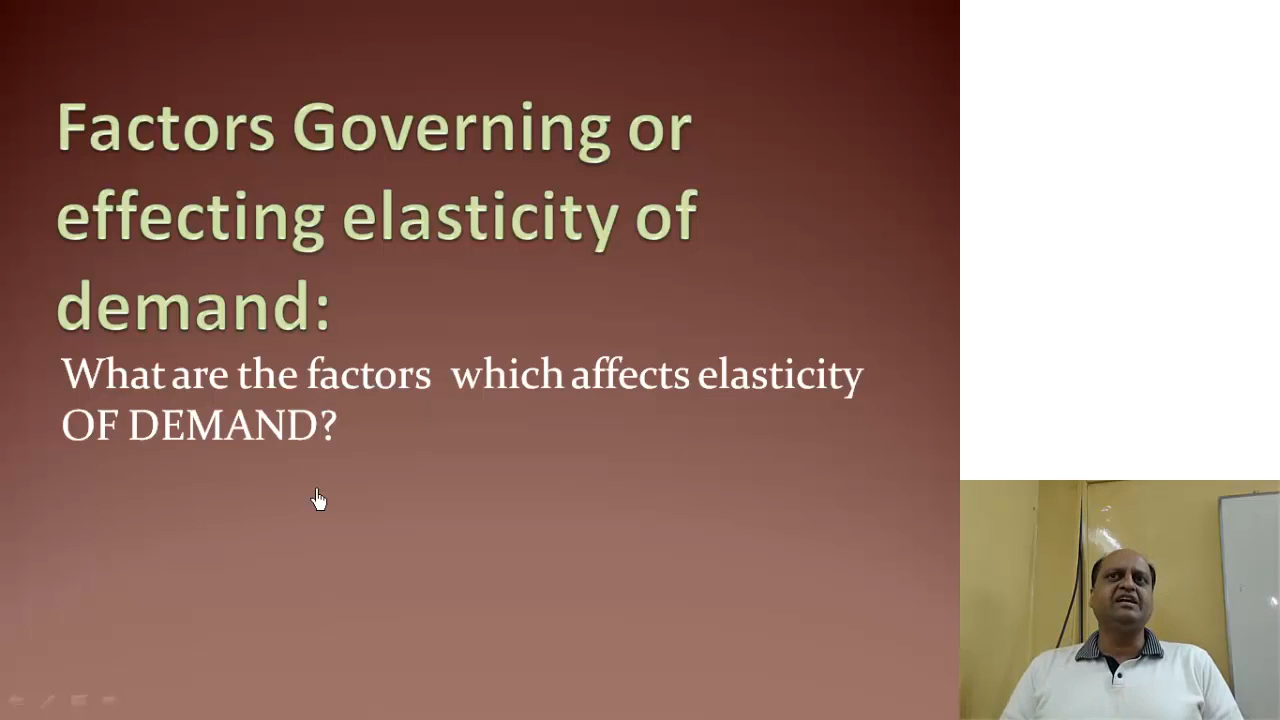 Factors Governing or
effecting elasticity of
demand:
What are the factors which affects elasticity
OF DEMAND?